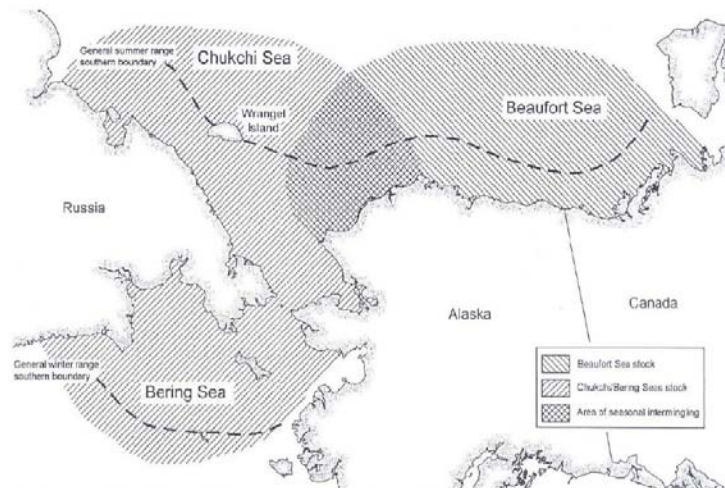 General summer range
southern boundary
Chukchi Sea
Beaufort Sea
Wrangel
Island
Russia
Alaska
Canada
General winter range
southern boundary
Bering Sea
Beaufort Sea stock
Chukchi/Bering Seas stock
Area of seasonal intermingling